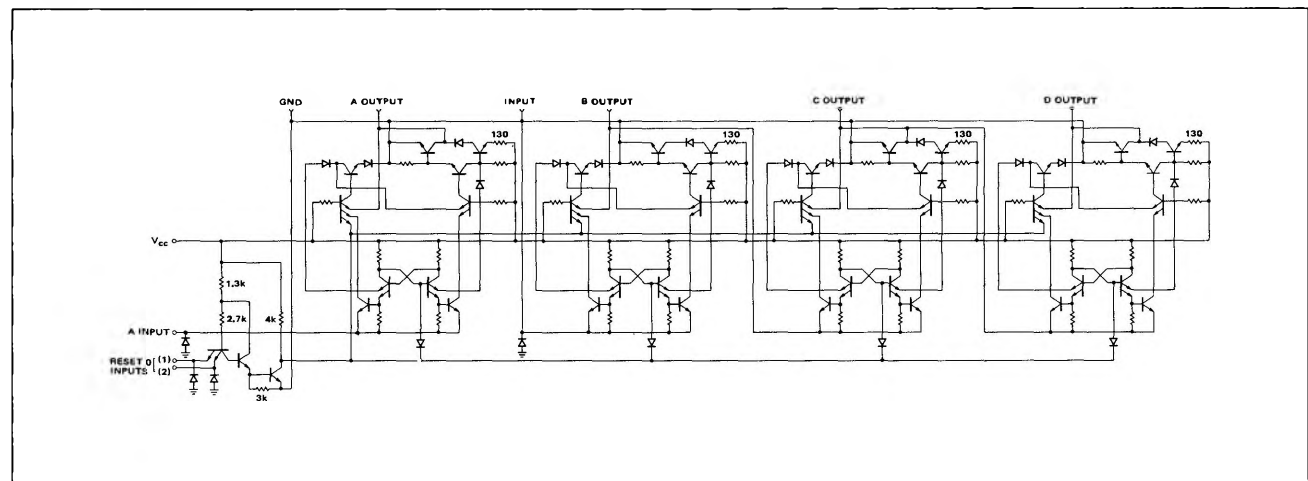 GND A OUTPUT INPUT B OUTPUT C OUTPUT D OUTPUT
130 130 130 130
Vcc
1.3k
2.7k 4k
A INPUT
RESET 0 (1)
INPUTS (2)
3k